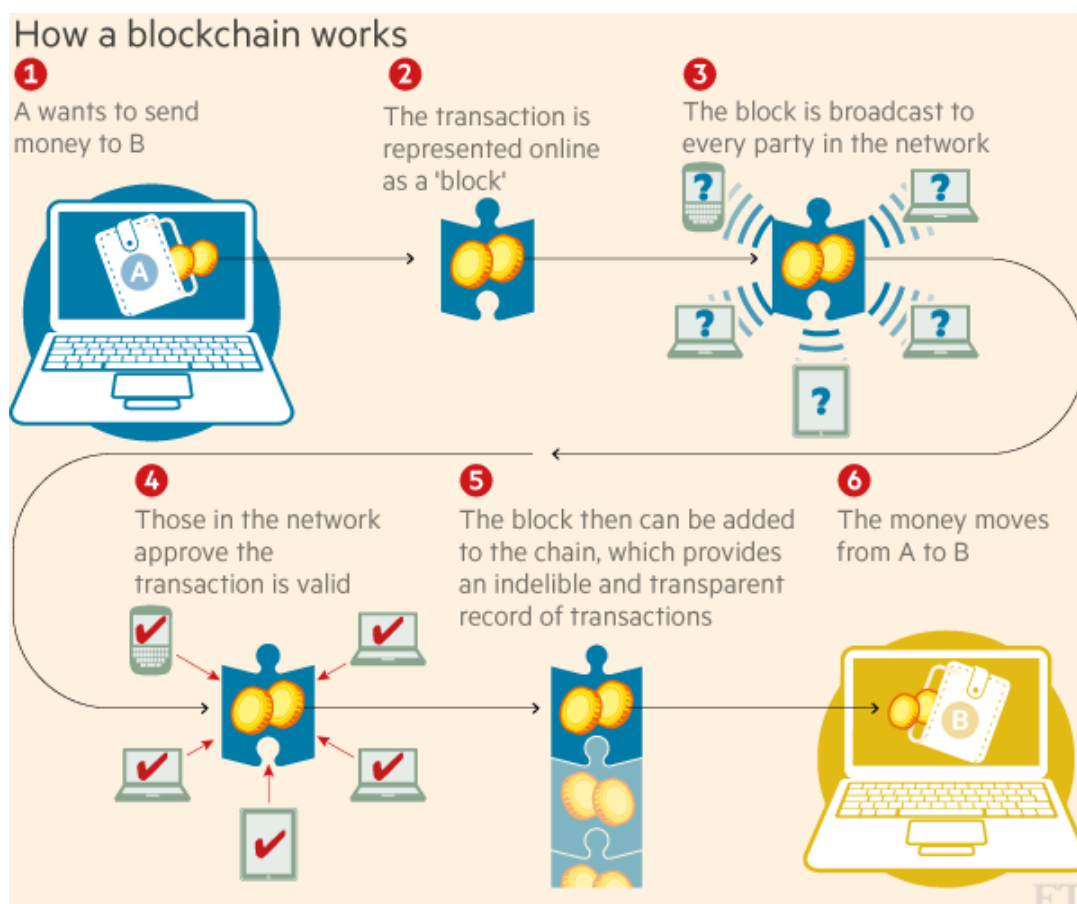 How a blockchain works
1
A wants to send
money to B
2
The transaction is
represented online
as a 'block'
3
The block is broadcast to
every party in the network
?
?
?
?
?
A
4
Those in the network
approve the
transaction is valid
5
The block then can be added
to the chain, which provides
an indelible and transparent
record of transactions
6
The money moves
from A to B
B
FT